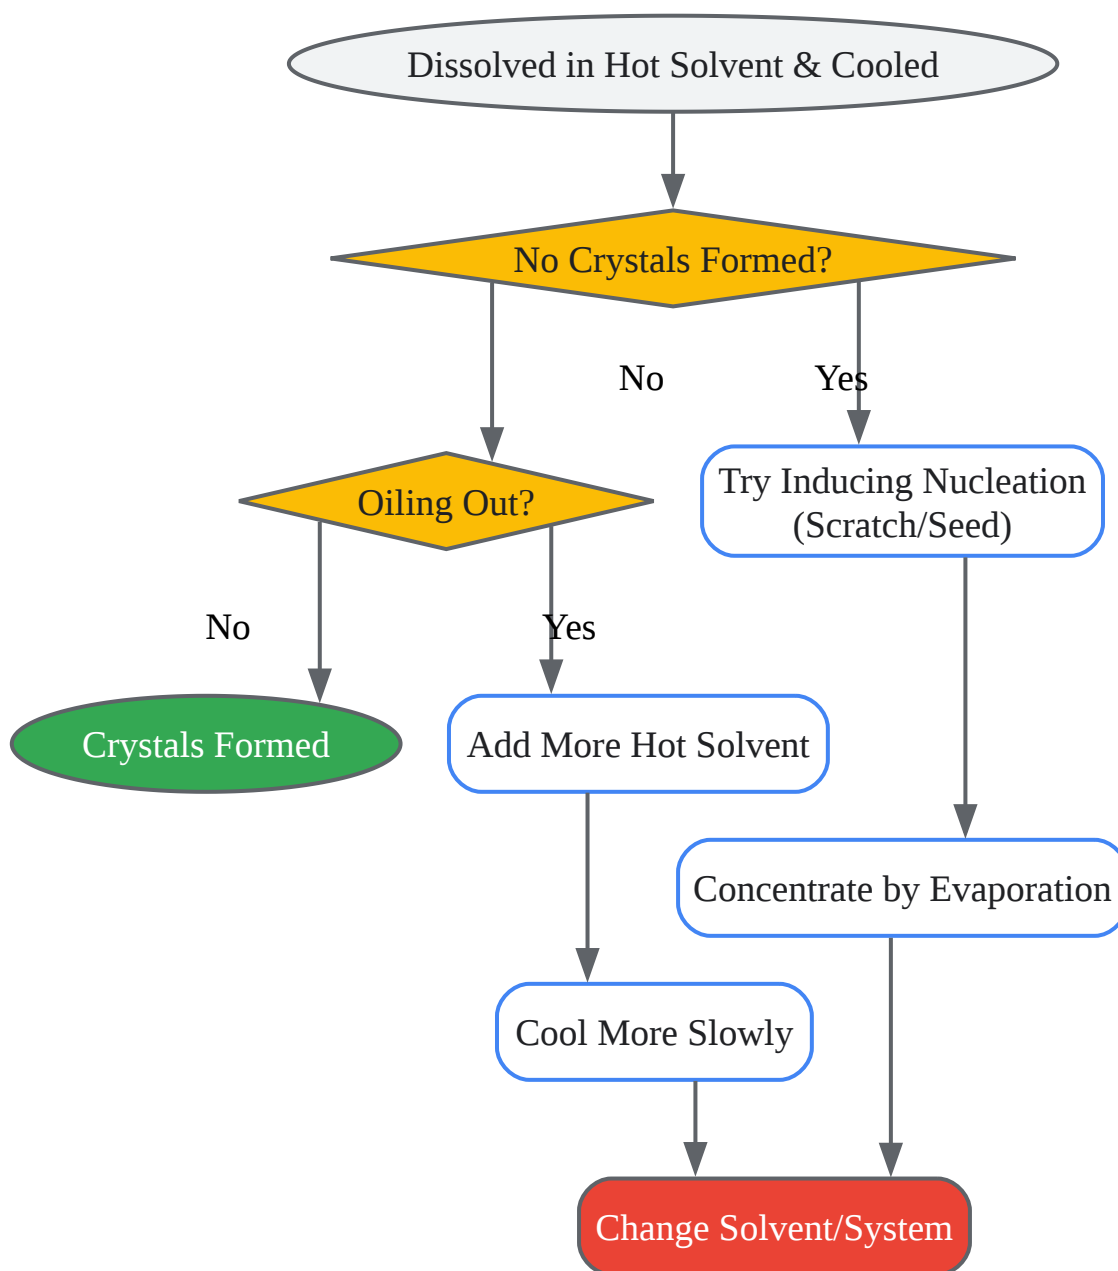 Dissolved in Hot Solvent & Cooled
No Crystals Formed?
No
Yes
Try Inducing Nucleation
(Scratch/Seed)
Oiling Out?
No
Yes
Crystals Formed
Add More Hot Solvent
Concentrate by Evaporation
Cool More Slowly
Change Solvent/System